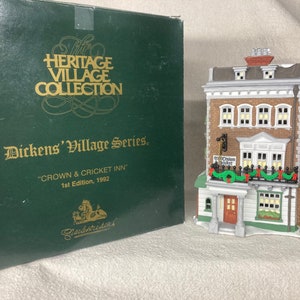 The
HERITAGE
VILLAGE
COLLECTION
Dickens' Village Series®
"CROWN & CRICKET INN"
1st Edition, 1992